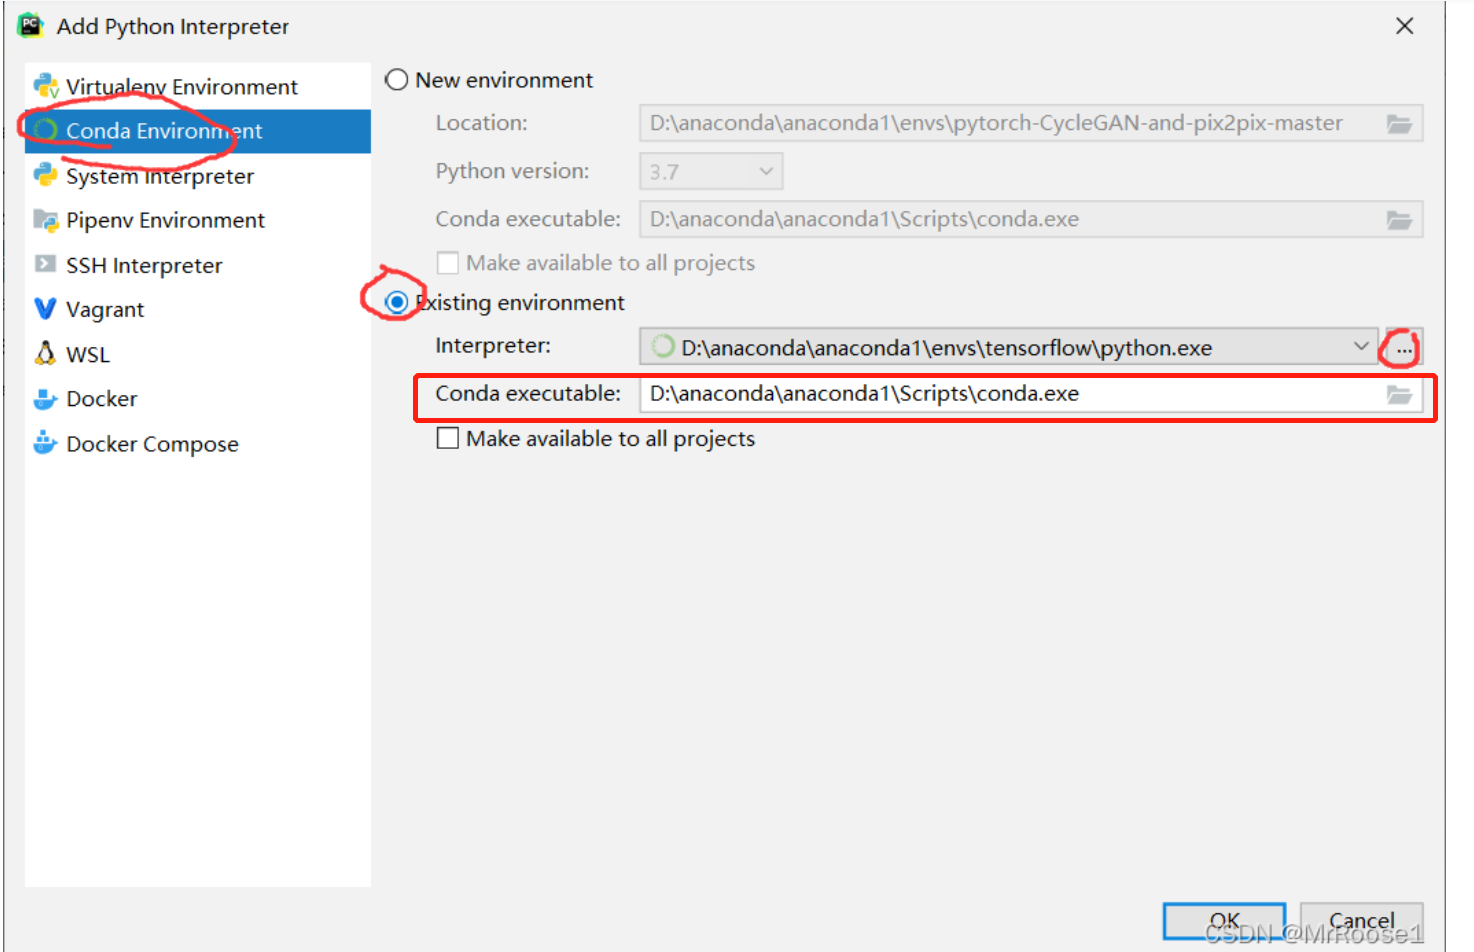 Add Python Interpreter
Virtualenv Environment
Conda Environment
System Interpreter
Pipenv Environment
SSH Interpreter
Vagrant
WSL
Docker
Docker Compose
New environment
Location: D:\anaconda\anaconda1\envs\pytorch-CycleGAN-and-pix2pix-master
Python version: 3.7
Conda executable: D:\anaconda\anaconda1\Scripts\conda.exe
Make available to all projects
Existing environment
Interpreter: D:\anaconda\anaconda1\envs\tensorflow\python.exe ...
Conda executable: D:\anaconda\anaconda1\Scripts\conda.exe
Make available to all projects
OK Cancel
CSDN @MrRoose1